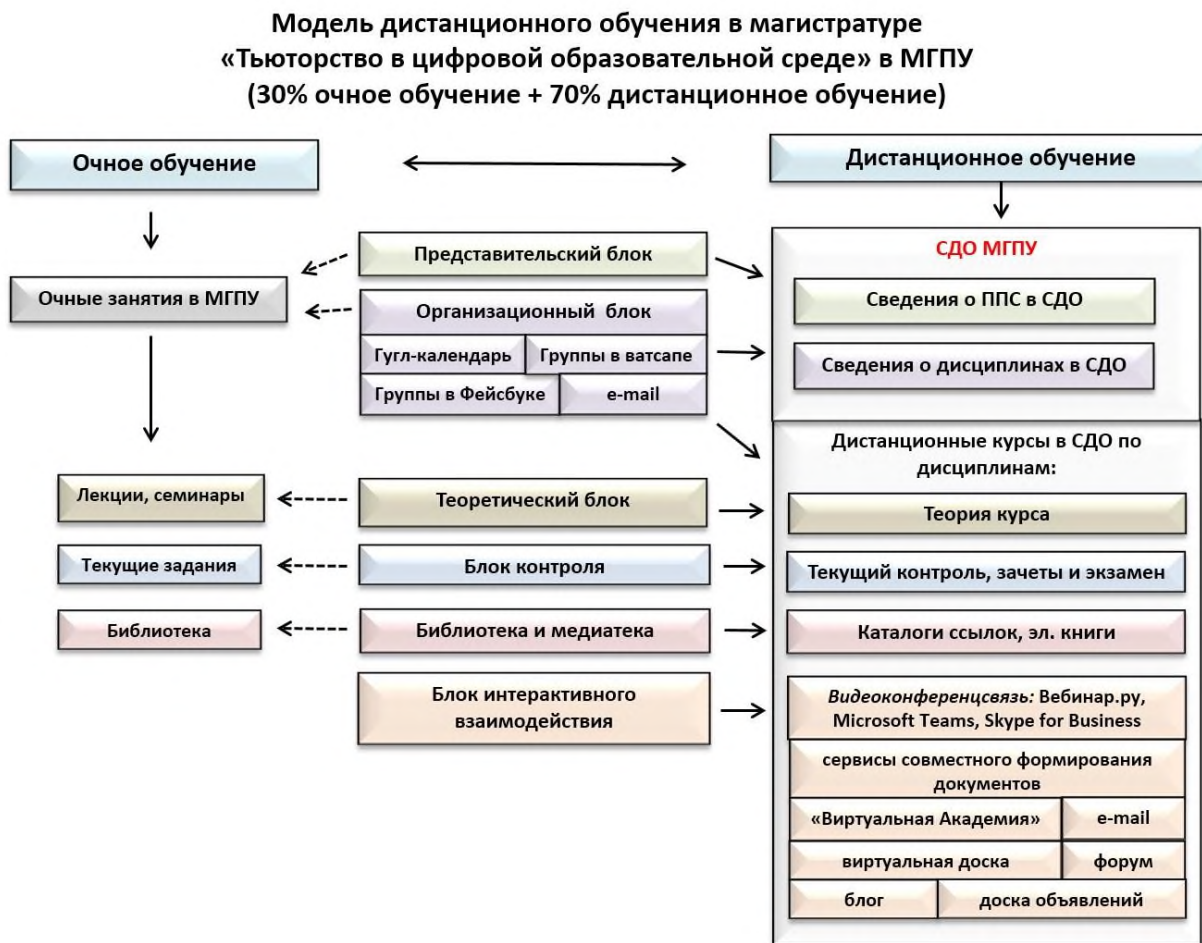 Модель дистанционного обучения в магистратуре
«Тьюторство в цифровой образовательной среде» в МГПУ
(30% очное обучение + 70% дистанционное обучение)
Очное обучение
Дистанционное обучение
Представительский блок
СДО МГПУ
Очные занятия в МГПУ
Сведения о ППС в СДО
Организационный блок
Гугл-календарь
Группы в ватсапе
Сведения о дисциплинах в СДО
Группы в Фейсбуке
e-mail
Дистанционные курсы в СДО по
дисциплинам:
Лекции, семинары
Теоретический блок
Теория курса
Текущие задания
Блок контроля
Текущий контроль, зачеты и экзамен
Библиотека
Библиотека и медиатека
Каталоги ссылок, эл. книги
Блок интерактивного
взаимодействия
Видеоконференцсвязь: Вебинар.ру,
Microsoft Teams, Skype for Business
сервисы совместного формирования
документов
«Виртуальная Академия»
e-mail
виртуальная доска
форум
блог
доска объявлений